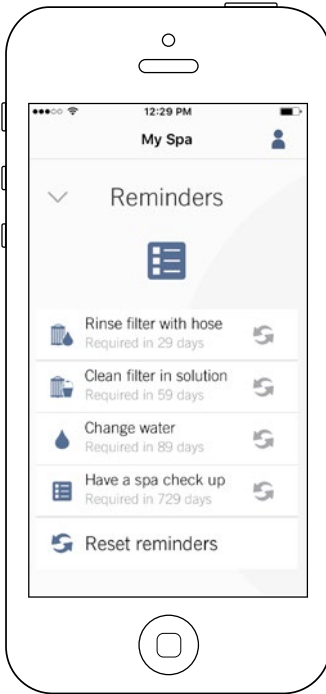 12:29 PM
My Spa
Reminders
Rinse filter with hose
Required in 29 days
Clean filter in solution
Required in 59 days
Change water
Required in 89 days
Have a spa check up
Required in 729 days
Reset reminders